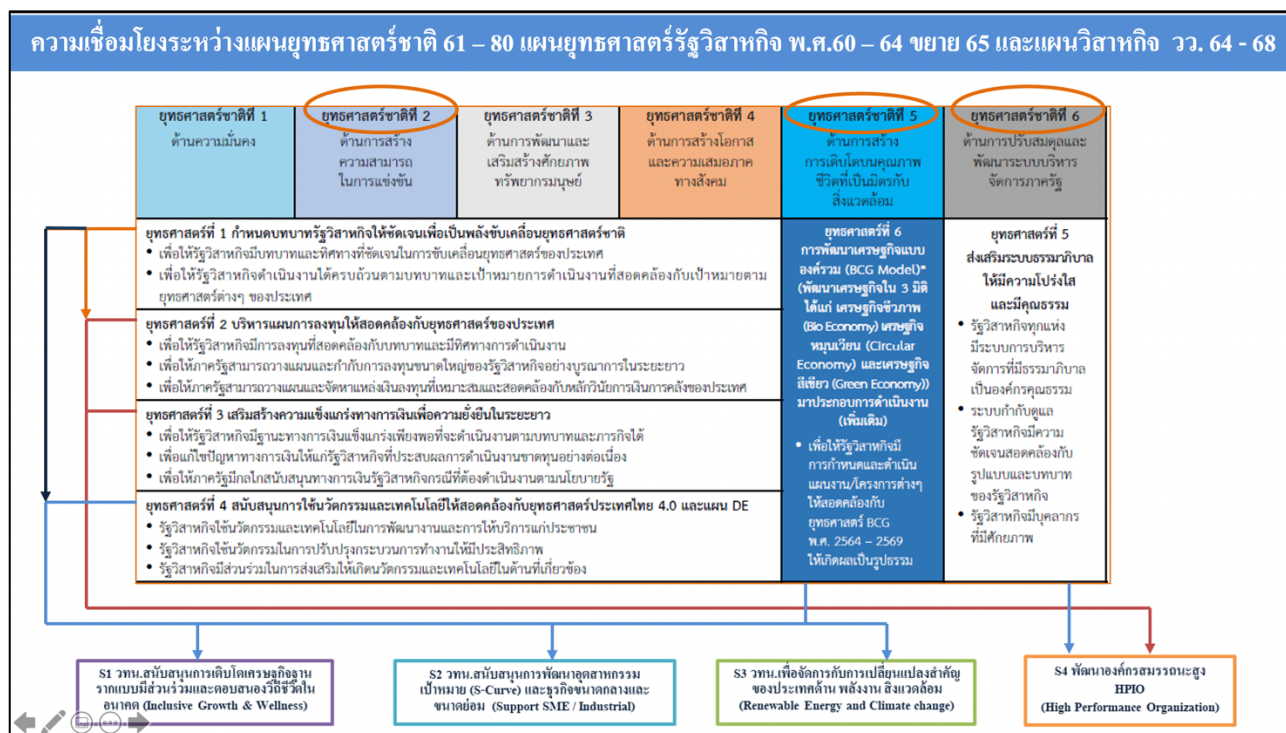 ความเชื่อมโยงระหว่างแผนยุทธศาสตร์ชาติ 61 – 80 แผนยุทธศาสตร์รัฐวิสาหกิจ พ.ศ.60 – 64 ขยาย 65 และแผนวิสาหกิจ วว. 64 - 68
ยุทธศาสตร์ชาติที่ 1
ด้านความมั่นคง
ยุทธศาสตร์ชาติที่ 2
ด้านการสร้าง
ความสามารถ
ในการแข่งขัน
ยุทธศาสตร์ชาติที่ 3
ด้านการพัฒนาและ
เสริมสร้างศักยภาพ
ทรัพยากรมนุษย์
ยุทธศาสตร์ชาติที่ 4
ด้านการสร้างโอกาส
และความเสมอภาค
ทางสังคม
ยุทธศาสตร์ชาติที่ 5
ด้านการสร้าง
การเติบโตบนคุณภาพ
ชีวิตที่เป็นมิตรกับ
สิ่งแวดล้อม
ยุทธศาสตร์ชาติที่ 6
ด้านการปรับสมดุลและ
พัฒนาระบบบริหาร
จัดการภาครัฐ
ยุทธศาสตร์ที่ 1 กำหนดบทบาทรัฐวิสาหกิจให้ชัดเจนเพื่อเป็นพลังขับเคลื่อนยุทธศาสตร์ชาติ
• เพื่อให้รัฐวิสาหกิจมีบทบาทและทิศทางที่ชัดเจนในการขับเคลื่อนยุทธศาสตร์ของประเทศ
• เพื่อให้รัฐวิสาหกิจดำเนินงานได้ครบถ้วนตามบทบาทและเป้าหมายการดำเนินงานที่สอดคล้องกับเป้าหมายตาม
ยุทธศาสตร์ต่างๆ ของประเทศ
ยุทธศาสตร์ที่ 2 บริหารแผนการลงทุนให้สอดคล้องกับยุทธศาสตร์ของประเทศ
• เพื่อให้รัฐวิสาหกิจมีการลงทุนที่สอดคล้องกับบทบาทและมีทิศทางการดำเนินงาน
• เพื่อให้ภาครัฐสามารถวางแผนและกำกับการลงทุนขนาดใหญ่ของรัฐวิสาหกิจอย่างบูรณาการในระยะยาว
• เพื่อให้ภาครัฐสามารถวางแผนและจัดหาแหล่งเงินลงทุนที่เหมาะสมและสอดคล้องกับหลักวินัยการเงินการคลังของประเทศ
ยุทธศาสตร์ที่ 3 เสริมสร้างความแข็งแกร่งทางการเงินเพื่อความยั่งยืนในระยะยาว
• เพื่อให้รัฐวิสาหกิจมีฐานะทางการเงินแข็งแกร่งเพียงพอที่จะดำเนินงานตามบทบาทและภารกิจได้
• เพื่อแก้ไขปัญหาทางการเงินให้แก่รัฐวิสาหกิจที่ประสบผลการดำเนินงานขาดทุนอย่างต่อเนื่อง
• เพื่อให้ภาครัฐมีกลไกสนับสนุนทางการเงินรัฐวิสาหกิจกรณีที่ต้องดำเนินงานตามนโยบายรัฐ
ยุทธศาสตร์ที่ 4 สนับสนุนการใช้นวัตกรรมและเทคโนโลยีให้สอดคล้องกับยุทธศาสตร์ประเทศไทย 4.0 และแผน DE
• รัฐวิสาหกิจใช้นวัตกรรมและเทคโนโลยีในการพัฒนางานและการให้บริการแก่ประชาชน
• รัฐวิสาหกิจใช้นวัตกรรมในการปรับปรุงกระบวนการทำงานให้มีประสิทธิภาพ
• รัฐวิสาหกิจมีส่วนร่วมในการส่งเสริมให้เกิดนวัตกรรมและเทคโนโลยีในด้านที่เกี่ยวข้อง
ยุทธศาสตร์ที่ 6
การพัฒนาเศรษฐกิจแบบ
องค์รวม (BCG Model)*
(พัฒนาเศรษฐกิจใน 3 มิติ
ได้แก่ เศรษฐกิจชีวภาพ
(Bio Economy) เศรษฐกิจ
หมุนเวียน (Circular
Economy) และเศรษฐกิจ
สีเขียว (Green Economy))
มาประกอบการดำเนินงาน
(เพิ่มเติม)
• เพื่อให้รัฐวิสาหกิจมี
การกำหนดและดำเนิน
แผนงาน/โครงการต่างๆ
ให้สอดคล้องกับ
ยุทธศาสตร์ BCG
พ.ศ. 2564 – 2569
ให้เกิดผลเป็นรูปธรรม
ยุทธศาสตร์ที่ 5
ส่งเสริมระบบธรรมาภิบาล
ให้มีความโปร่งใส
และมีคุณธรรม
• รัฐวิสาหกิจทุกแห่ง
มีระบบการบริหาร
จัดการที่มีธรรมาภิบาล
เป็นองค์กรคุณธรรม
• ระบบกำกับดูแล
รัฐวิสาหกิจมีความ
ชัดเจนสอดคล้องกับ
รูปแบบและบทบาท
ของรัฐวิสาหกิจ
• รัฐวิสาหกิจมีบุคลากร
ที่มีศักยภาพ
S1 วทน.สนับสนุนการเติบโตเศรษฐกิจฐาน
รากแบบมีส่วนร่วมและตอบสนองวิถีชีวิตใน
อนาคต (Inclusive Growth & Wellness)
S2 วทน.สนับสนุนการพัฒนาอุตสาหกรรม
เป้าหมาย (S-Curve) และธุรกิจขนาดกลางและ
ขนาดย่อม (Support SME / Industrial)
S3 วทน.เพื่อจัดการกับการเปลี่ยนแปลงสำคัญ
ของประเทศด้าน พลังงาน สิ่งแวดล้อม
(Renewable Energy and Climate change)
S4 พัฒนาองค์กรสมรรถนะสูง
HPIO
(High Performance Organization)